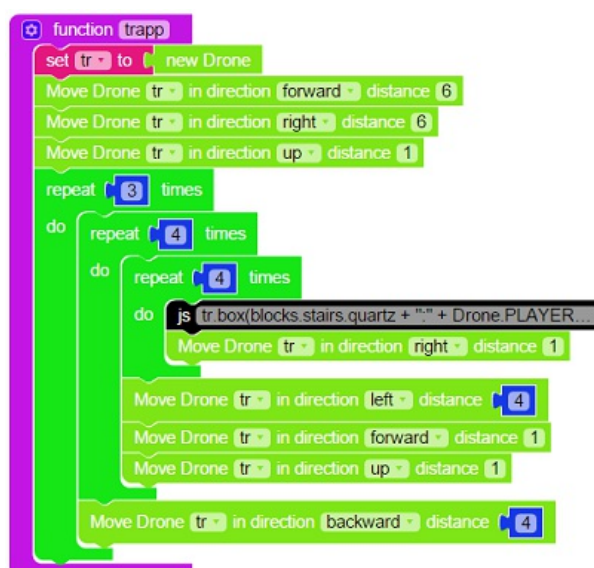 function trapp
set tr to new Drone
Move Drone tr in direction forward distance 6
Move Drone tr in direction right distance 6
Move Drone tr in direction up distance 1
repeat 3 times
do repeat 4 times
do repeat 4 times
do js tr.box(blocks.stairs.quartz + ":" + Drone.PLAYER...
Move Drone tr in direction right distance 1
Move Drone tr in direction left distance 4
Move Drone tr in direction forward distance 1
Move Drone tr in direction up distance 1
Move Drone tr in direction backward distance 4